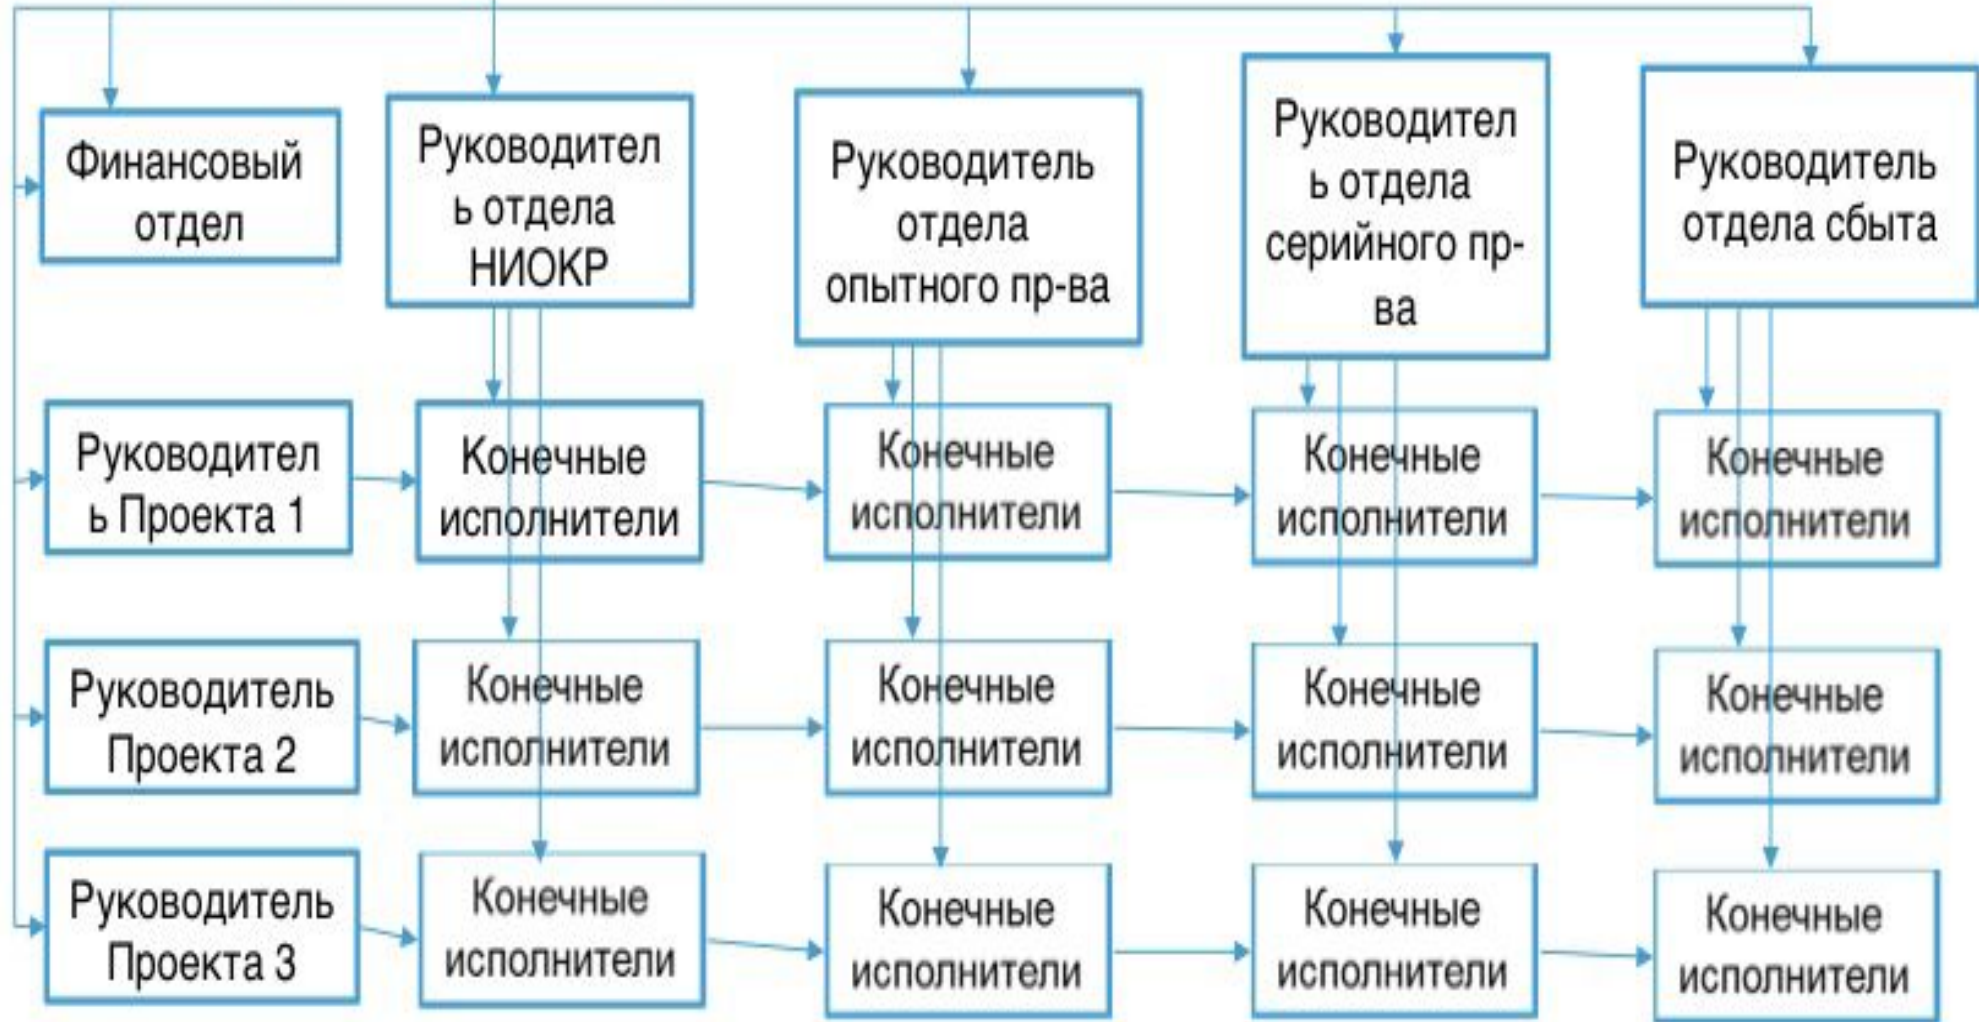 Финансовый
отдел
Руководител
ь отдела
НИОКР
Руководитель
отдела
опытного пр-ва
Руководител
ь отдела
серийного пр-
ва
Руководитель
отдела сбыта
Руководител
ь Проекта 1
Конечные
исполнители
Конечные
исполнители
Конечные
исполнители
Конечные
исполнители
Руководитель
Проекта 2
Конечные
исполнители
Конечные
исполнители
Конечные
исполнители
Конечные
исполнители
Руководитель
Проекта 3
Конечные
исполнители
Конечные
исполнители
Конечные
исполнители
Конечные
исполнители